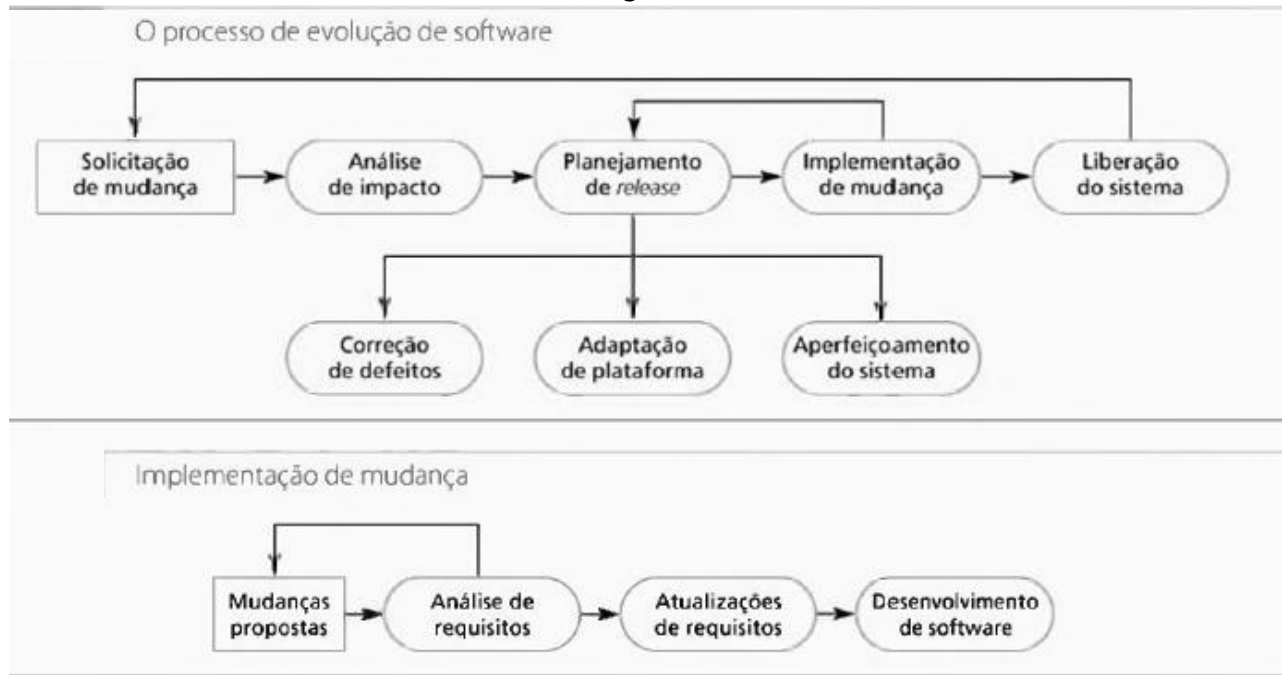 O processo de evolução de software
Solicitação
de mudança
Análise
de impacto
Planejamento
de release
Implementação
de mudança
Liberação
do sistema
Correção
de defeitos
Adaptação
de plataforma
Aperfeiçoamento
do sistema
Implementação de mudança
Mudanças
propostas
Análise de
requisitos
Atualizações
de requisitos
Desenvolvimento
de software